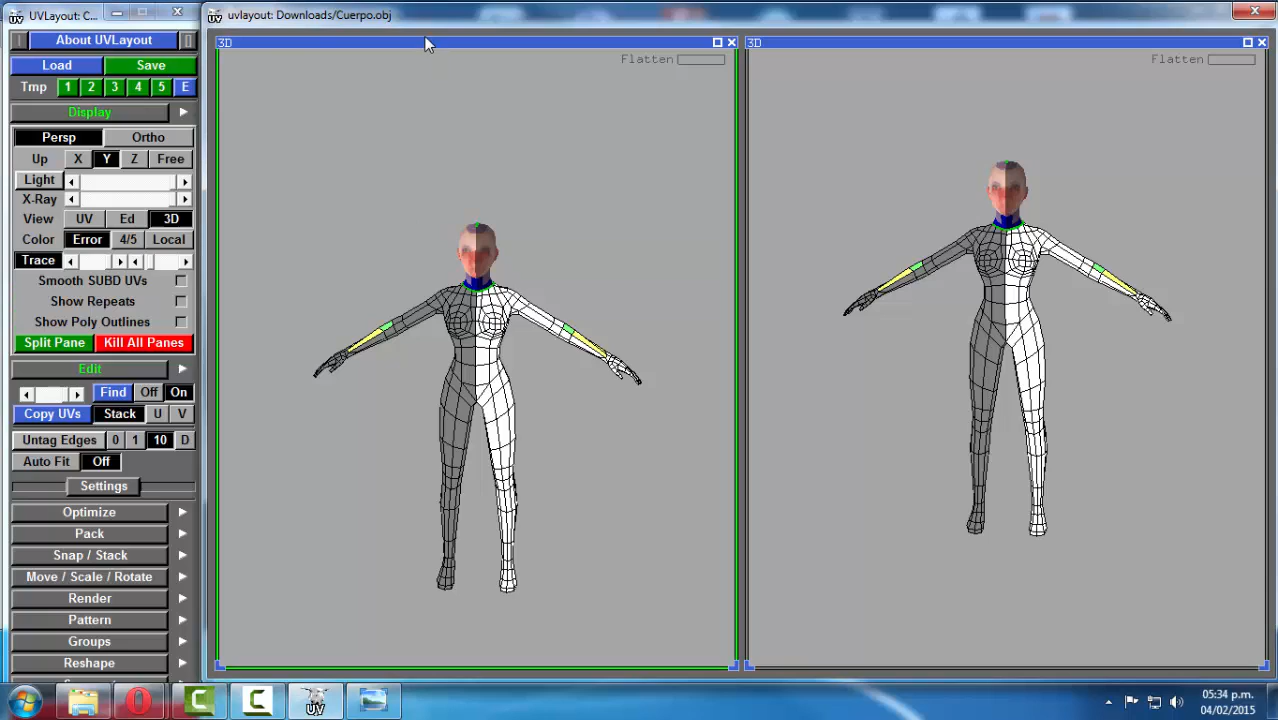 UVLayout: C...
About UVLayout
Load Save
Tmp 1 2 3 4 5 E
Display
Persp Ortho
Up X Y Z Free
Light
X-Ray
View UV Ed 3D
Color Error 4/5 Local
Trace
Smooth SUBD UVs
Show Repeats
Show Poly Outlines
Split Pane Kill All Panes
Edit
Find Off On
Copy UVs Stack U V
Untag Edges 0 1 10 D
Auto Fit Off
Settings
Optimize
Pack
Snap / Stack
Move / Scale / Rotate
Render
Pattern
Groups
Reshape
uvlayout: Downloads/Cuerpo.obj
3D
Flatten
3D
Flatten
UV
05:34 p.m.
04/02/2015